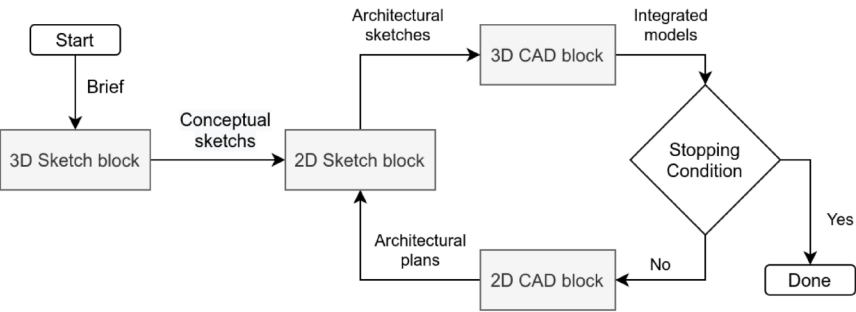 Start
Brief
3D Sketch block
Conceptual
sketchs
2D Sketch block
Architectural
sketches
3D CAD block
Integrated
models
Stopping
Condition
Yes
Done
No
2D CAD block
Architectural
plans